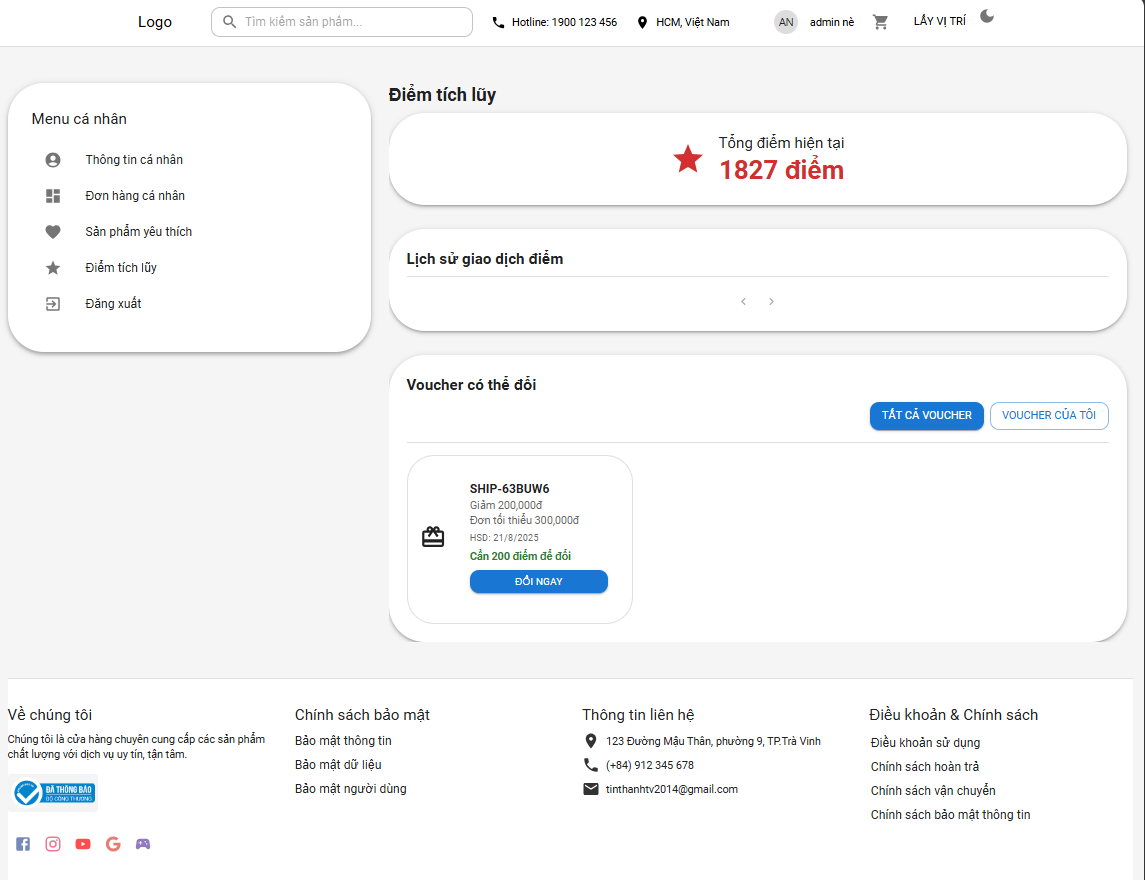 Logo
Tìm kiếm sản phẩm...
Hotline: 1900 123 456
HCM, Việt Nam
AN
admin nè
LẤY VỊ TRÍ
Menu cá nhân
Thông tin cá nhân
Đơn hàng cá nhân
Sản phẩm yêu thích
Điểm tích lũy
Đăng xuất
Điểm tích lũy
Tổng điểm hiện tại
1827 điểm
Lịch sử giao dịch điểm
Voucher có thể đổi
TẤT CẢ VOUCHER
VOUCHER CỦA TÔI
SHIP-63BUW6
Giảm 200,000đ
Đơn tối thiểu 300,000đ
HSD: 21/8/2025
Cần 200 điểm để đổi
ĐỔI NGAY
Về chúng tôi
Chúng tôi là cửa hàng chuyên cung cấp các sản phẩm
chất lượng với dịch vụ uy tín, tận tâm.
ĐÃ THÔNG BÁO
BỘ CÔNG THƯƠNG
Chính sách bảo mật
Bảo mật thông tin
Bảo mật dữ liệu
Bảo mật người dùng
Thông tin liên hệ
123 Đường Mậu Thân, phường 9, TP.Trà Vinh
(+84) 912 345 678
tinthanhtv2014@gmail.com
Điều khoản & Chính sách
Điều khoản sử dụng
Chính sách hoàn trả
Chính sách vận chuyển
Chính sách bảo mật thông tin